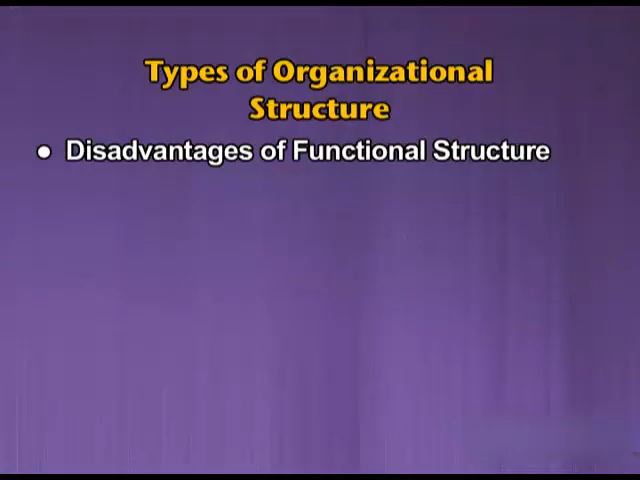 Types of Organizational
Structure
● Disadvantages of Functional Structure